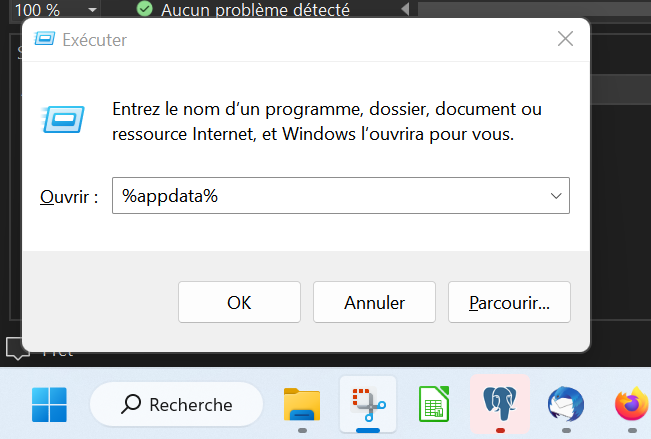 100 %
Aucun problème détecté
Exécuter
Entrez le nom d’un programme, dossier, document ou
ressource Internet, et Windows l’ouvrira pour vous.
Ouvrir :
%appdata%
OK
Annuler
Parcourir...
Recherche